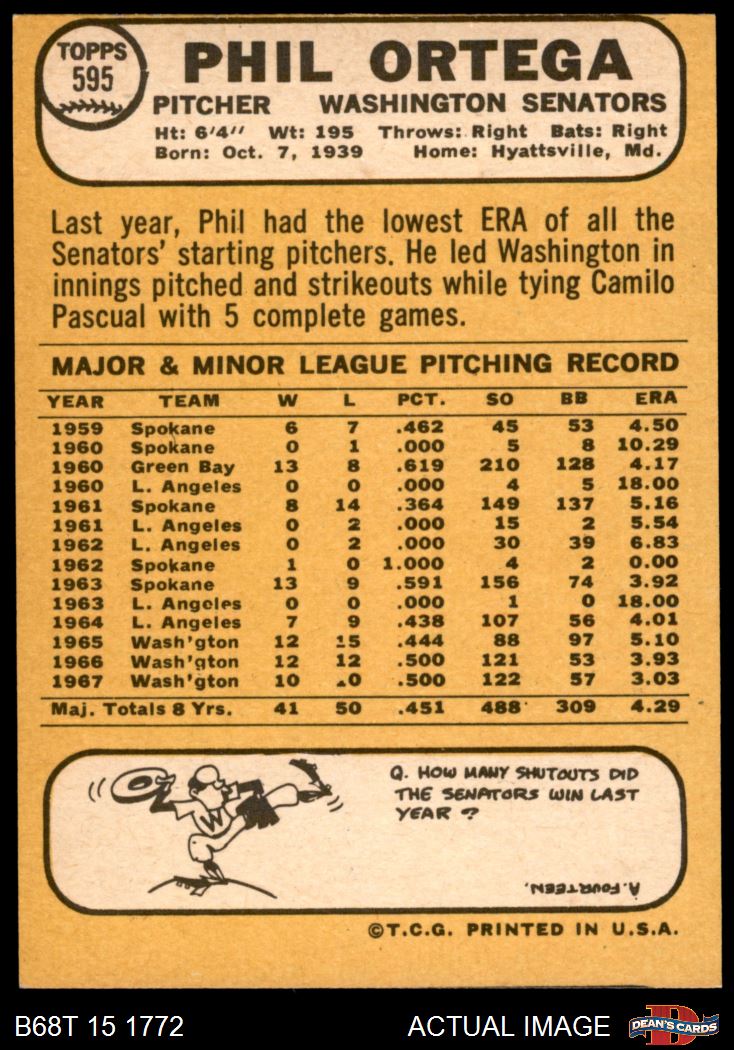 TOPPS
595
PHIL ORTEGA
PITCHER WASHINGTON SENATORS
Ht: 6'4" Wt: 195 Throws: Right Bats: Right
Born: Oct. 7, 1939 Home: Hyattsville, Md.
Last year, Phil had the lowest ERA of all the
Senators' starting pitchers. He led Washington in
innings pitched and strikeouts while tying Camilo
Pascual with 5 complete games.
MAJOR & MINOR LEAGUE PITCHING RECORD
YEAR TEAM W L PCT. SO BB ERA
1959 Spokane 6 7 .462 45 53 4.50
1960 Spokane 0 1 .000 5 8 10.29
1960 Green Bay 13 8 .619 210 128 4.17
1960 L. Angeles 0 0 .000 4 5 18.00
1961 Spokane 8 14 .364 149 137 5.16
1961 L. Angeles 0 2 .000 15 2 5.54
1962 L. Angeles 0 2 .000 30 39 6.83
1962 Spokane 1 0 1.000 4 2 0.00
1963 Spokane 13 9 .591 156 74 3.92
1963 L. Angeles 0 0 .000 1 0 18.00
1964 L. Angeles 7 9 .438 107 56 4.01
1965 Wash'gton 12 15 .444 88 97 5.10
1966 Wash'gton 12 12 .500 121 53 3.93
1967 Wash'gton 10 10 .500 122 57 3.03
Maj. Totals 8 Yrs. 41 50 .451 488 309 4.29
W
Q. HOW MANY SHUTOUTS DID
THE SENATORS WIN LAST
YEAR ?
A. FOURTEEN.
©T.C.G. PRINTED IN U.S.A.
B68T 15 1772 ACTUAL IMAGE
D
DEAN'S CARDS